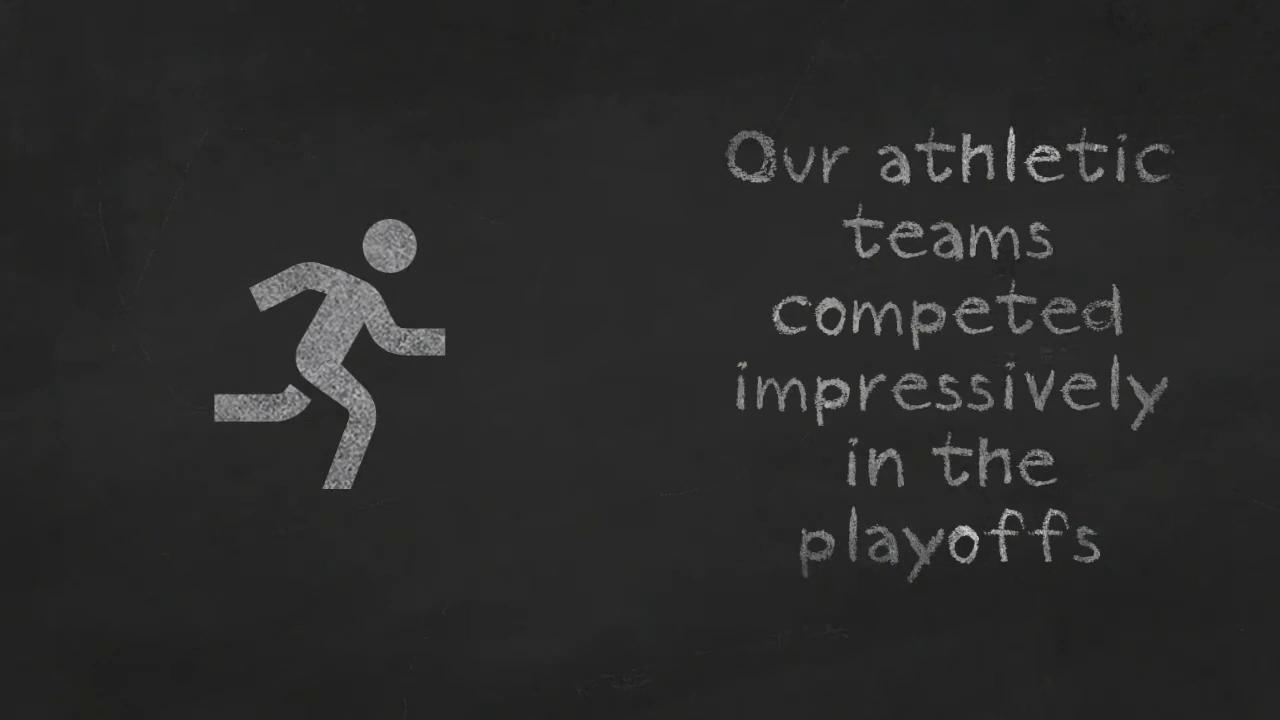 Our athletic
teams
competed
impressively
in the
playoffs